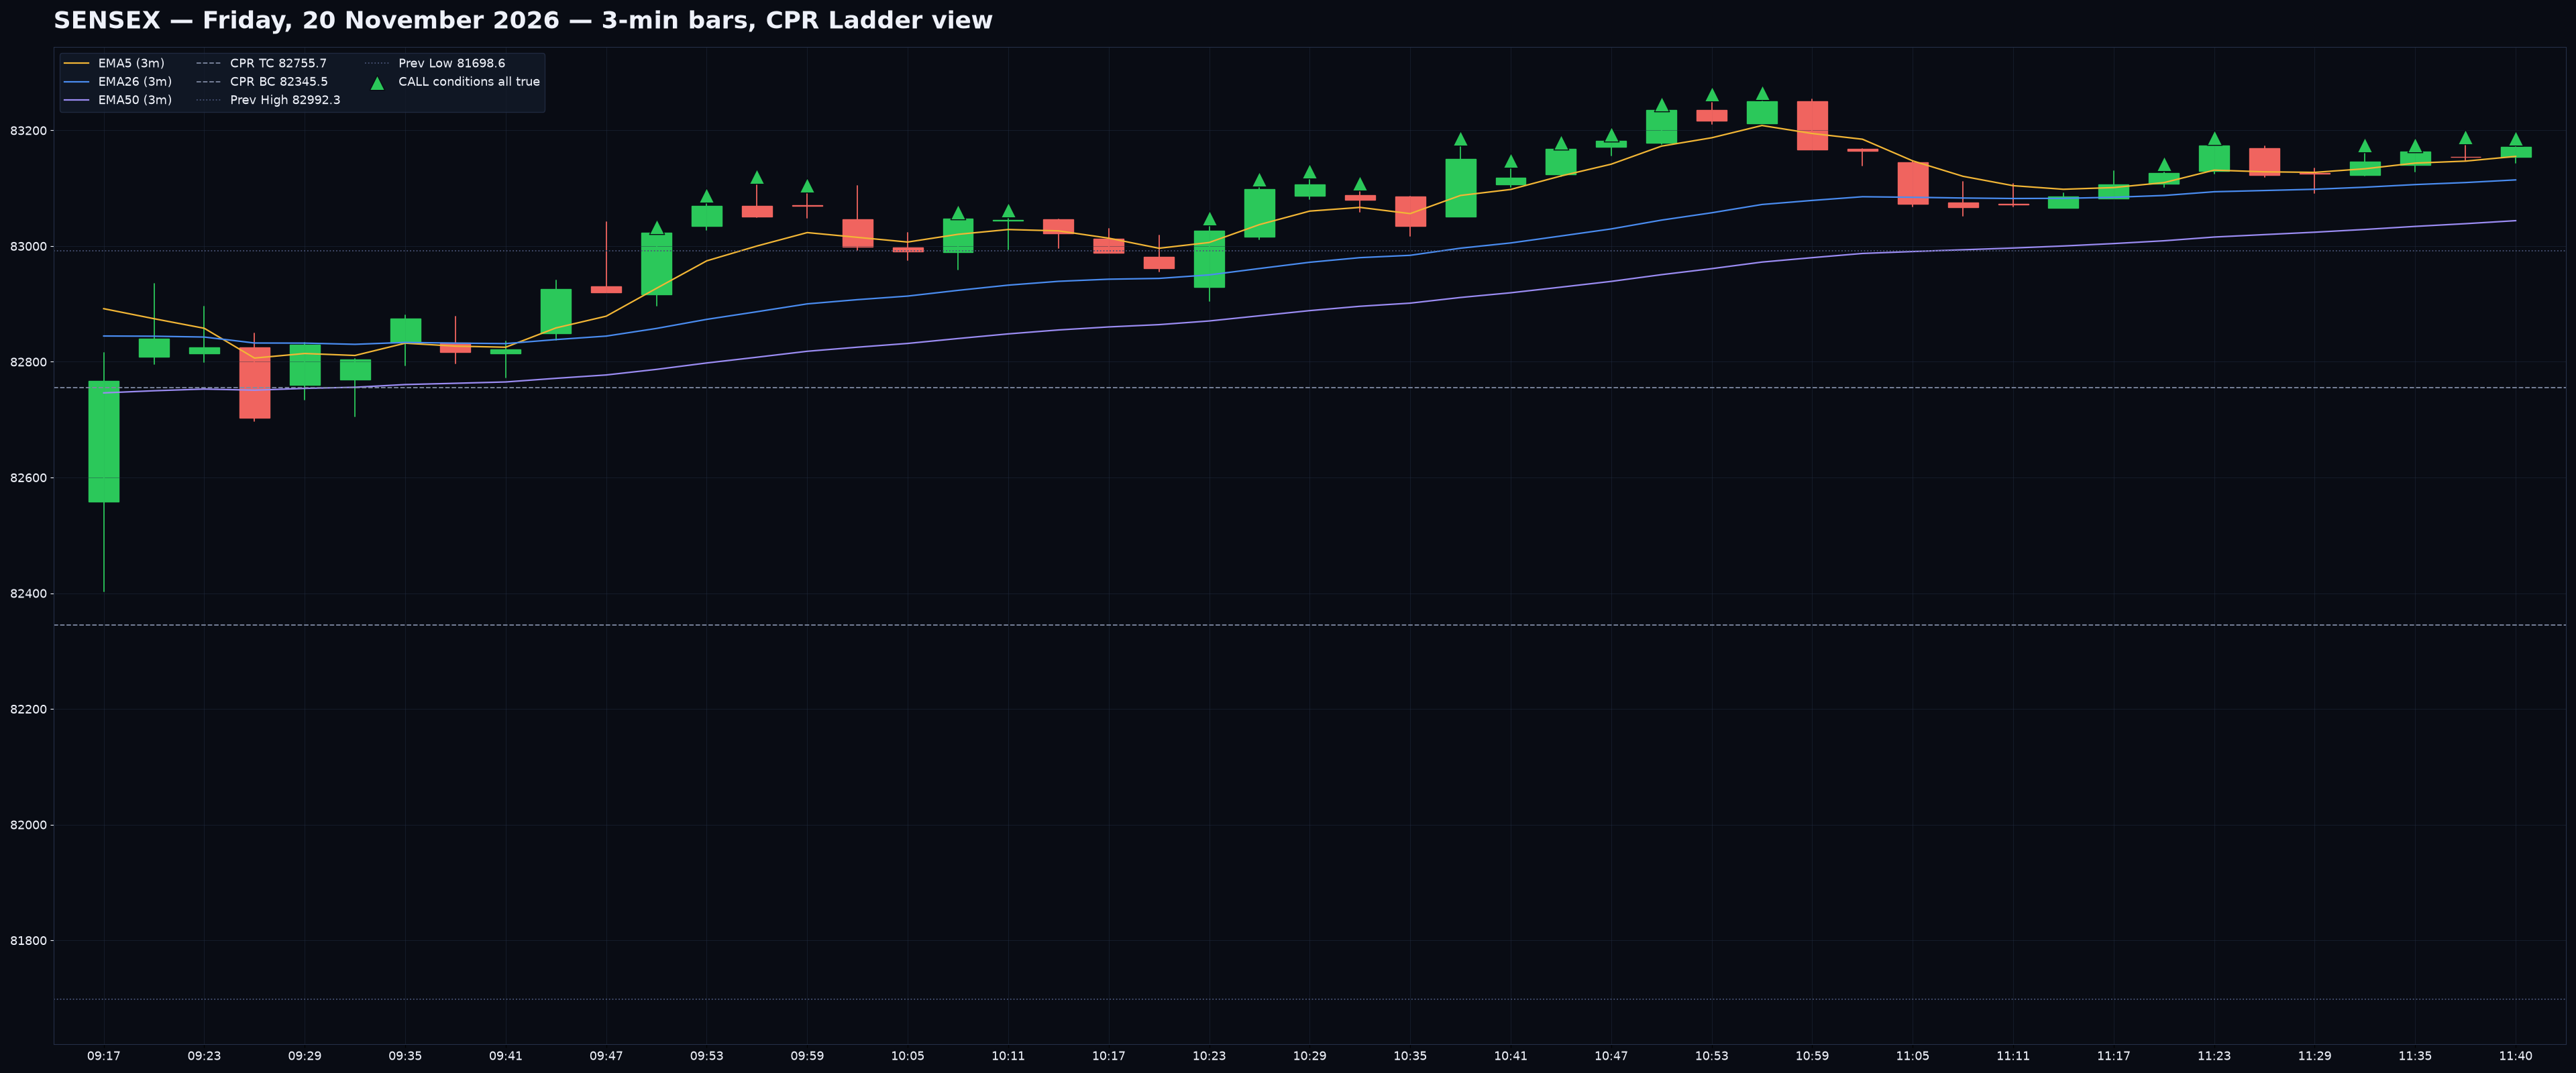 SENSEX — Friday, 20 November 2026 — 3-min bars, CPR Ladder view
EMA5 (3m)
EMA26 (3m)
EMA50 (3m)
CPR TC 82755.7
CPR BC 82345.5
Prev High 82992.3
Prev Low 81698.6
CALL conditions all true
83200
83000
82800
82600
82400
82200
82000
81800
09:17 09:23 09:29 09:35 09:41 09:47 09:53 09:59 10:05 10:11 10:17 10:23 10:29 10:35 10:41 10:47 10:53 10:59 11:05 11:11 11:17 11:23 11:29 11:35 11:40